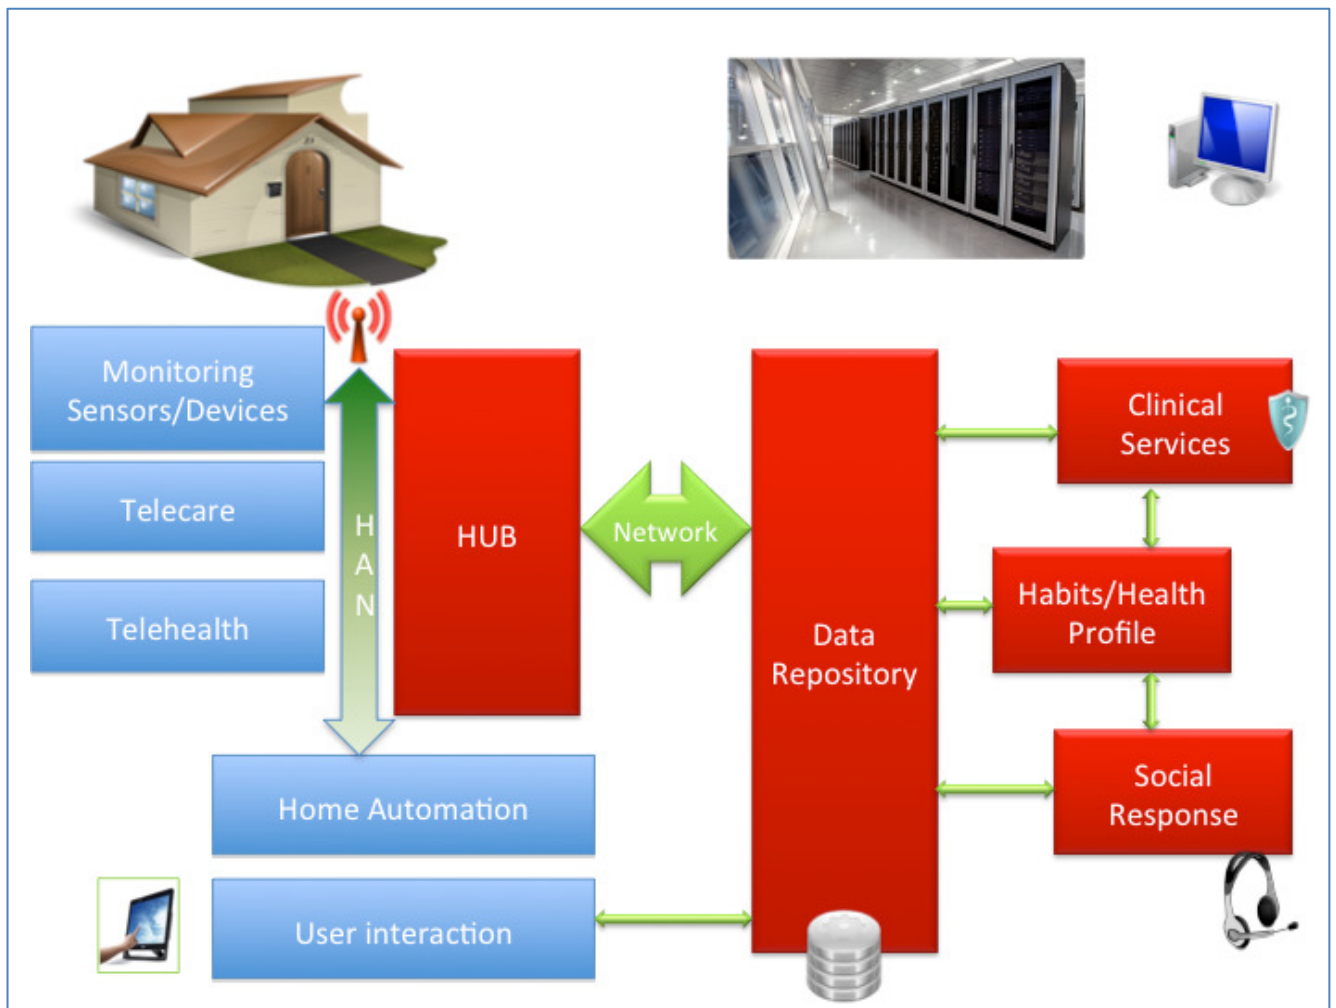 Monitoring
Sensors/Devices
Telecare
Telehealth
H
A
N
HUB
Network
Data
Repository
Clinical
Services
Habits/Health
Profile
Social
Response
Home Automation
User interaction